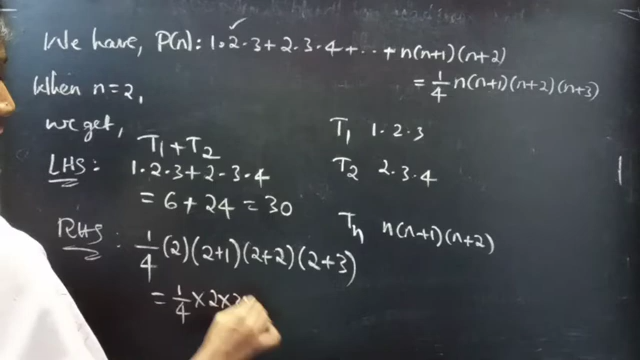 We have, P(n): 1·2·3 + 2·3·4 + ·· + n(n+1)(n+2)
= 1/4 n(n+1)(n+2)(n+3)
When n=2,
we get,
T1 + T2
LHS: 1·2·3 + 2·3·4
= 6 + 24 = 30
RHS: 1/4 (2)(2+1)(2+2)(2+3)
= 1/4 × 2 ×
T1 1·2·3
T2 2·3·4
Tn n(n+1)(n+2)